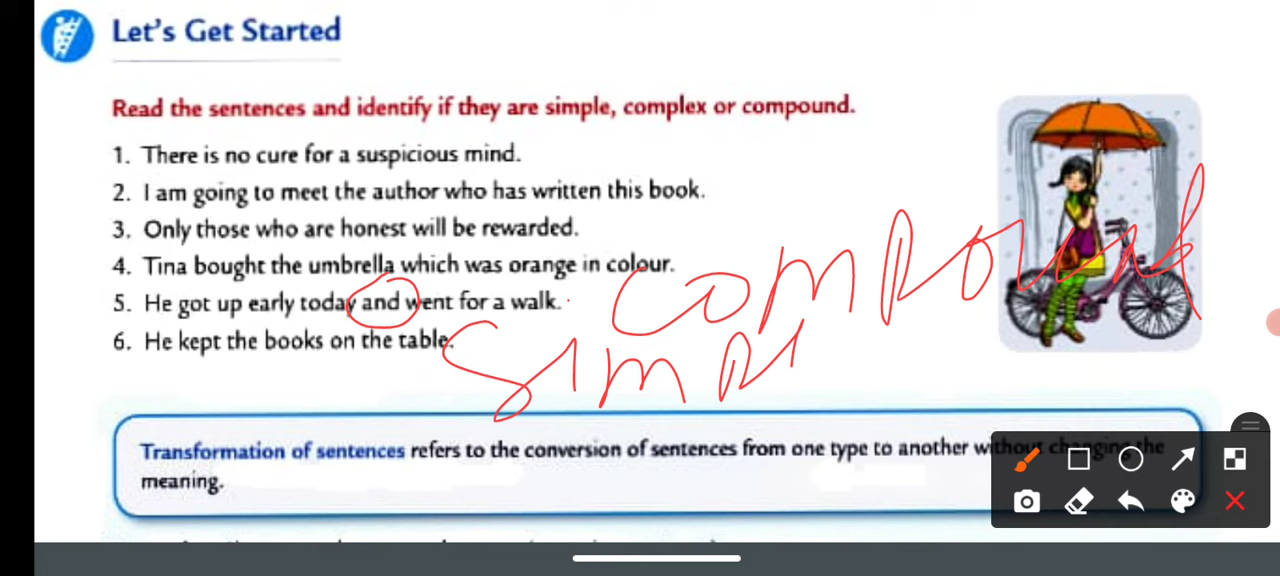 Let's Get Started
Read the sentences and identify if they are simple, complex or compound.
1. There is no cure for a suspicious mind.
2. I am going to meet the author who has written this book.
3. Only those who are honest will be rewarded.
4. Tina bought the umbrella which was orange in colour.
5. He got up early today and went for a walk. COMPOUND
6. He kept the books on the table. SIMPl
Transformation of sentences refers to the conversion of sentences from one type to another without changing the
meaning.